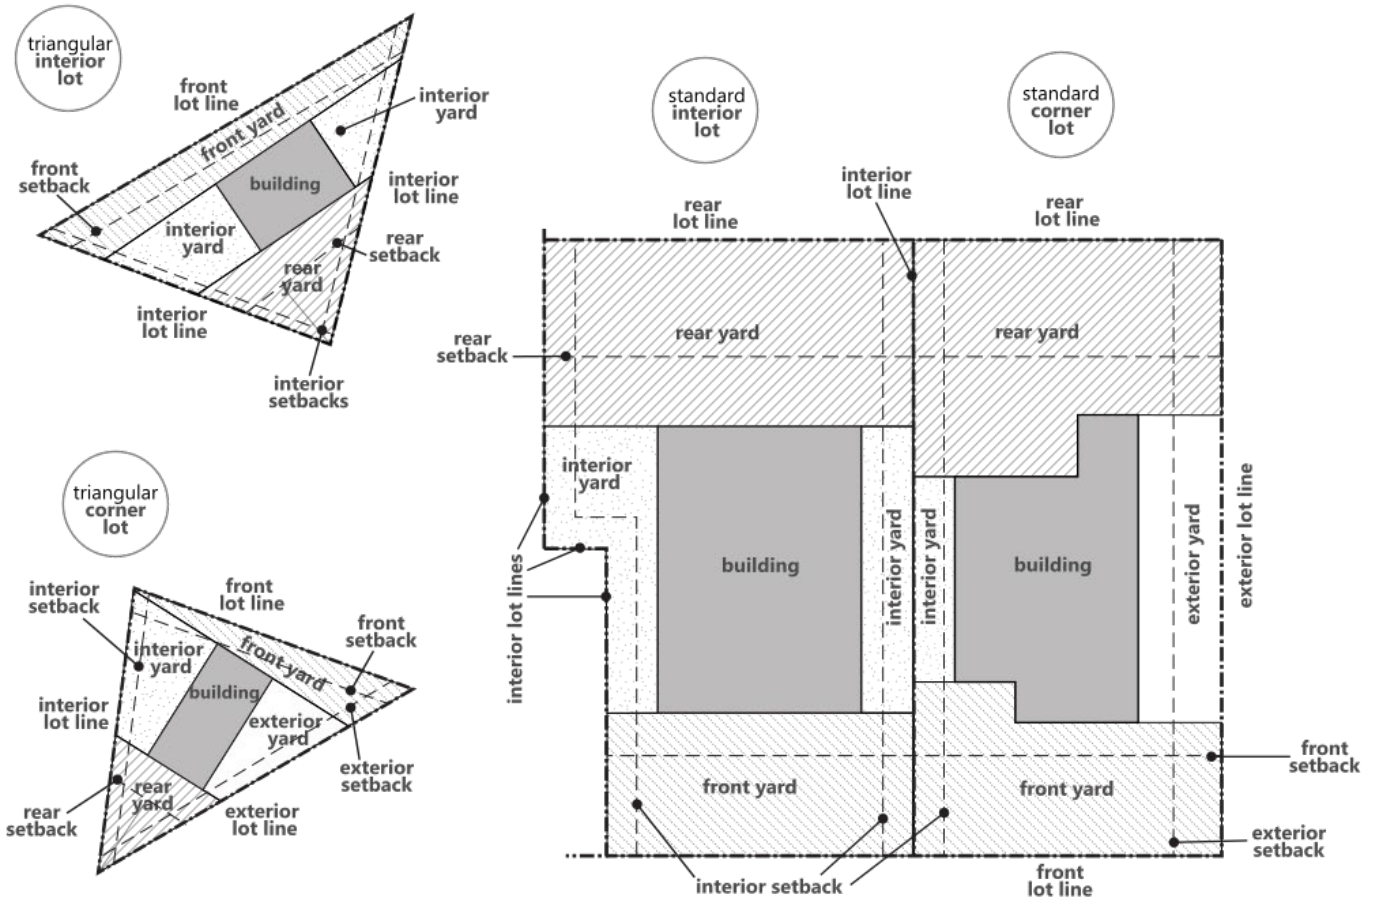 triangular
interior
lot
front
lot line
interior
yard
front yard
front
setback
building
interior
lot line
interior
yard
rear
setback
rear
yard
interior
lot line
interior
setbacks
triangular
corner
lot
interior
setback
front
lot line
front
setback
front yard
interior
yard
building
interior
lot line
exterior
yard
exterior
setback
rear
yard
rear
setback
exterior
lot line
standard
interior
lot
standard
corner
lot
interior
lot line
rear
lot line
rear
lot line
rear yard
rear yard
rear
setback
interior
yard
interior lot lines
building
interior yard
interior yard
building
exterior yard
exterior lot line
front yard
front yard
front
setback
exterior
setback
interior setback
front
lot line